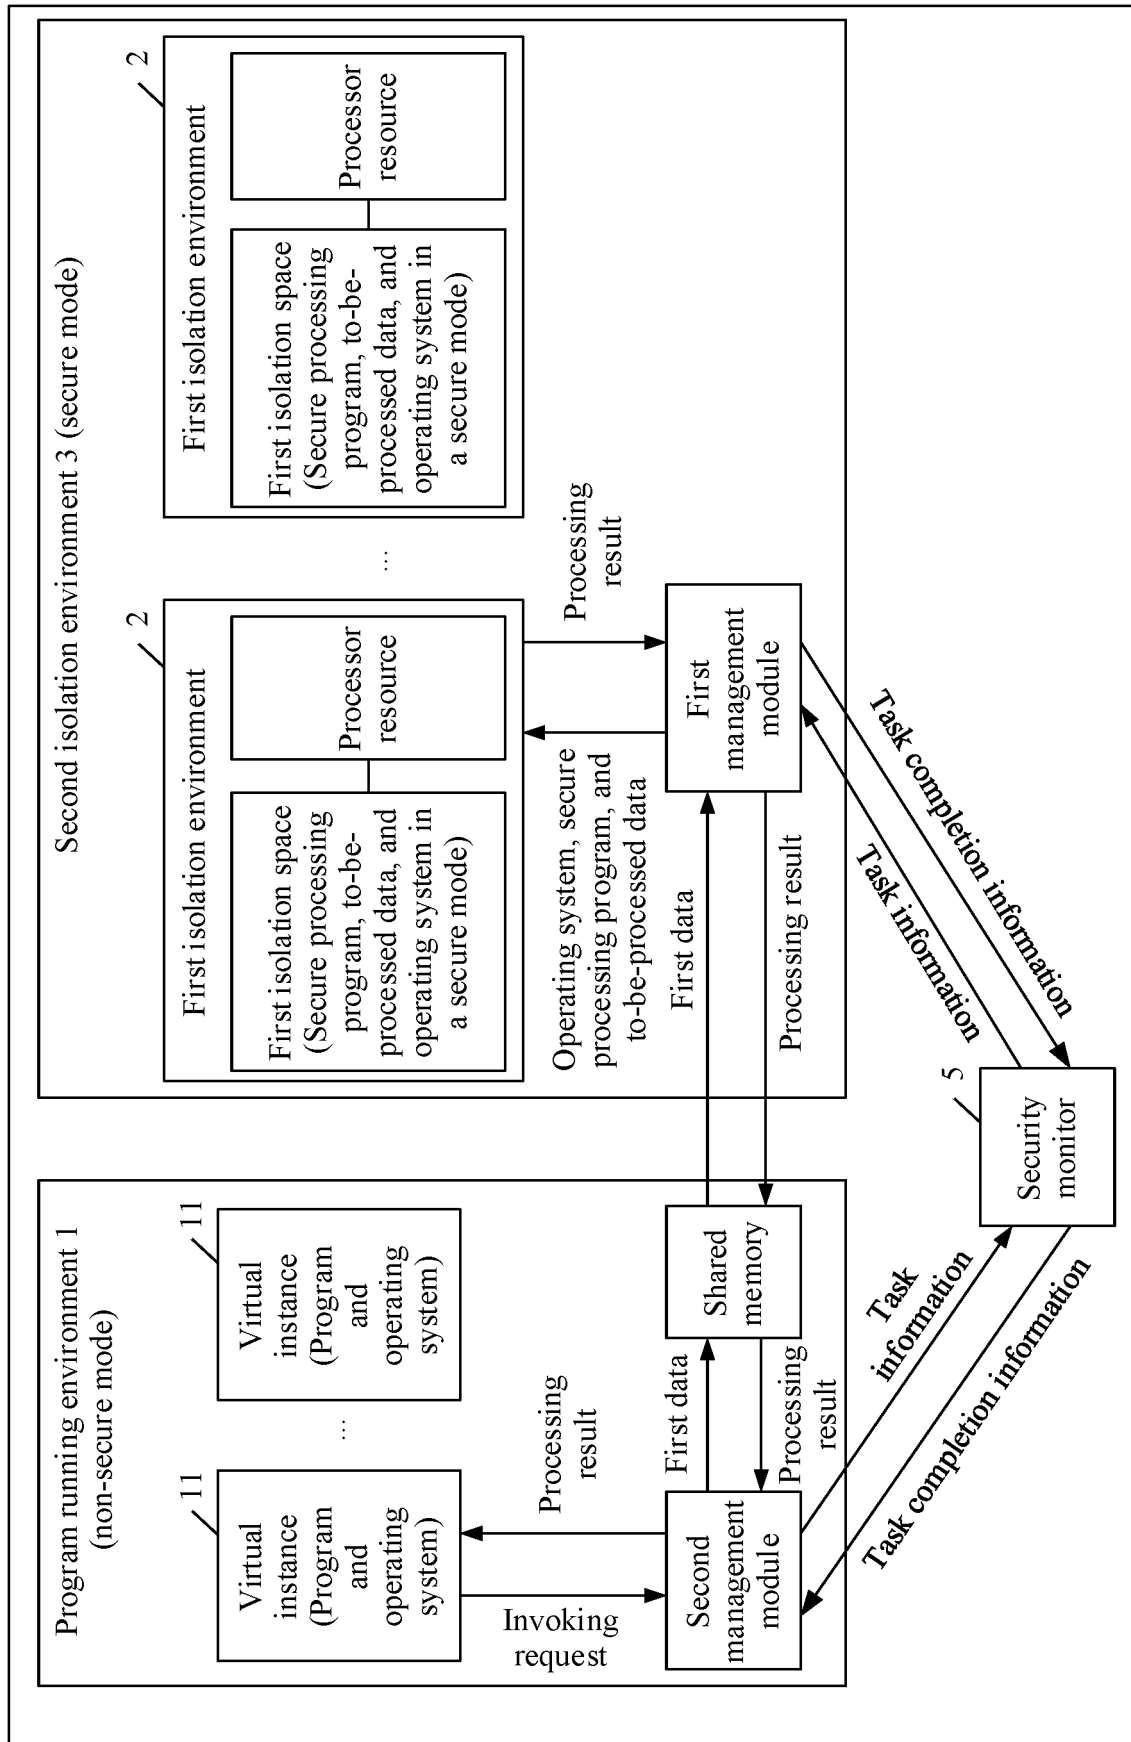 Program running environment 1
(non-secure mode)
11
Virtual
instance
(Program
and
operating
system)
...
11
Virtual
instance
(Program
and
operating
system)
Invoking
request
Processing
result
Second
management
module
First data
Processing
result
Shared
memory
Second isolation environment 3 (secure mode)
2
First isolation environment
First isolation space
(Secure processing
program, to-be-
processed data, and
operating system in
a secure mode)
Processor
resource
...
2
First isolation environment
First isolation space
(Secure processing
program, to-be-
processed data, and
operating system in
a secure mode)
Processor
resource
Operating system, secure
processing program, and
to-be-processed data
Processing
result
First data
Processing result
First
management
module
Task
information
Task completion information
5
Security
monitor
Task information
Task completion information